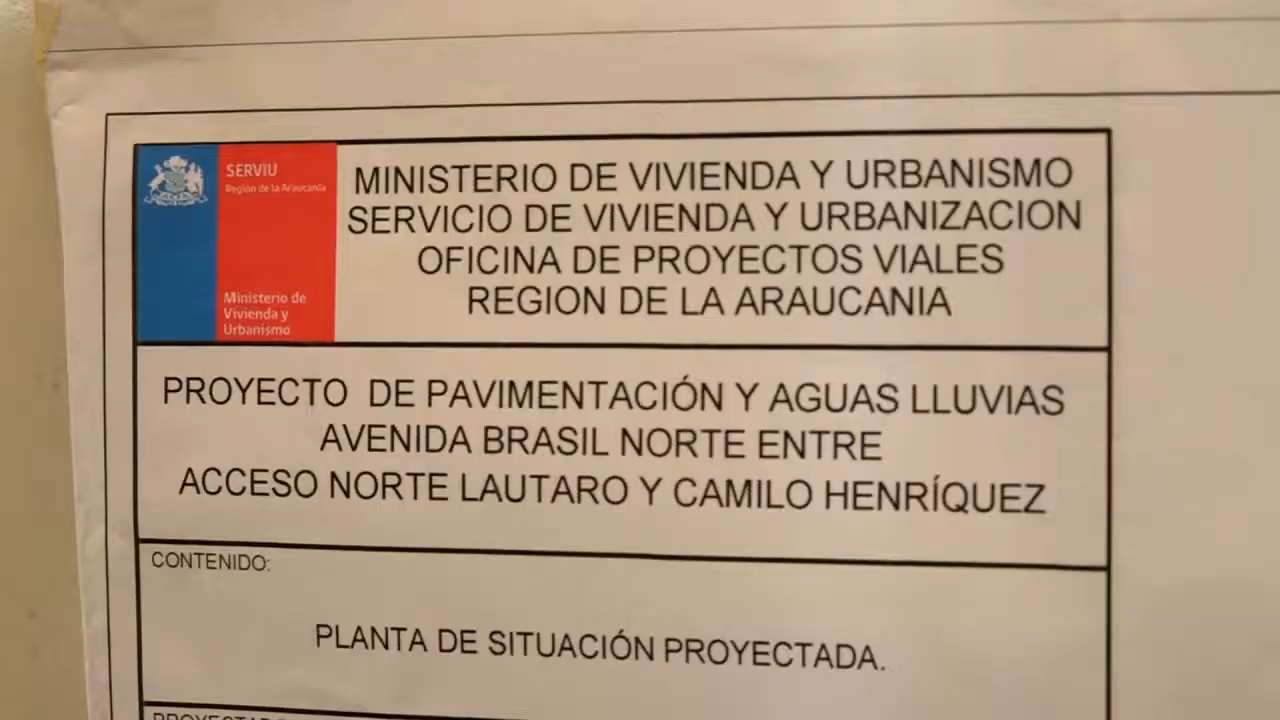 SERVIU
Región de la Araucanía
Ministerio de
Vivienda y
Urbanismo
MINISTERIO DE VIVIENDA Y URBANISMO
SERVICIO DE VIVIENDA Y URBANIZACION
OFICINA DE PROYECTOS VIALES
REGION DE LA ARAUCANIA
PROYECTO DE PAVIMENTACIÓN Y AGUAS LLUVIAS
AVENIDA BRASIL NORTE ENTRE
ACCESO NORTE LAUTARO Y CAMILO HENRÍQUEZ
CONTENIDO:
PLANTA DE SITUACIÓN PROYECTADA.